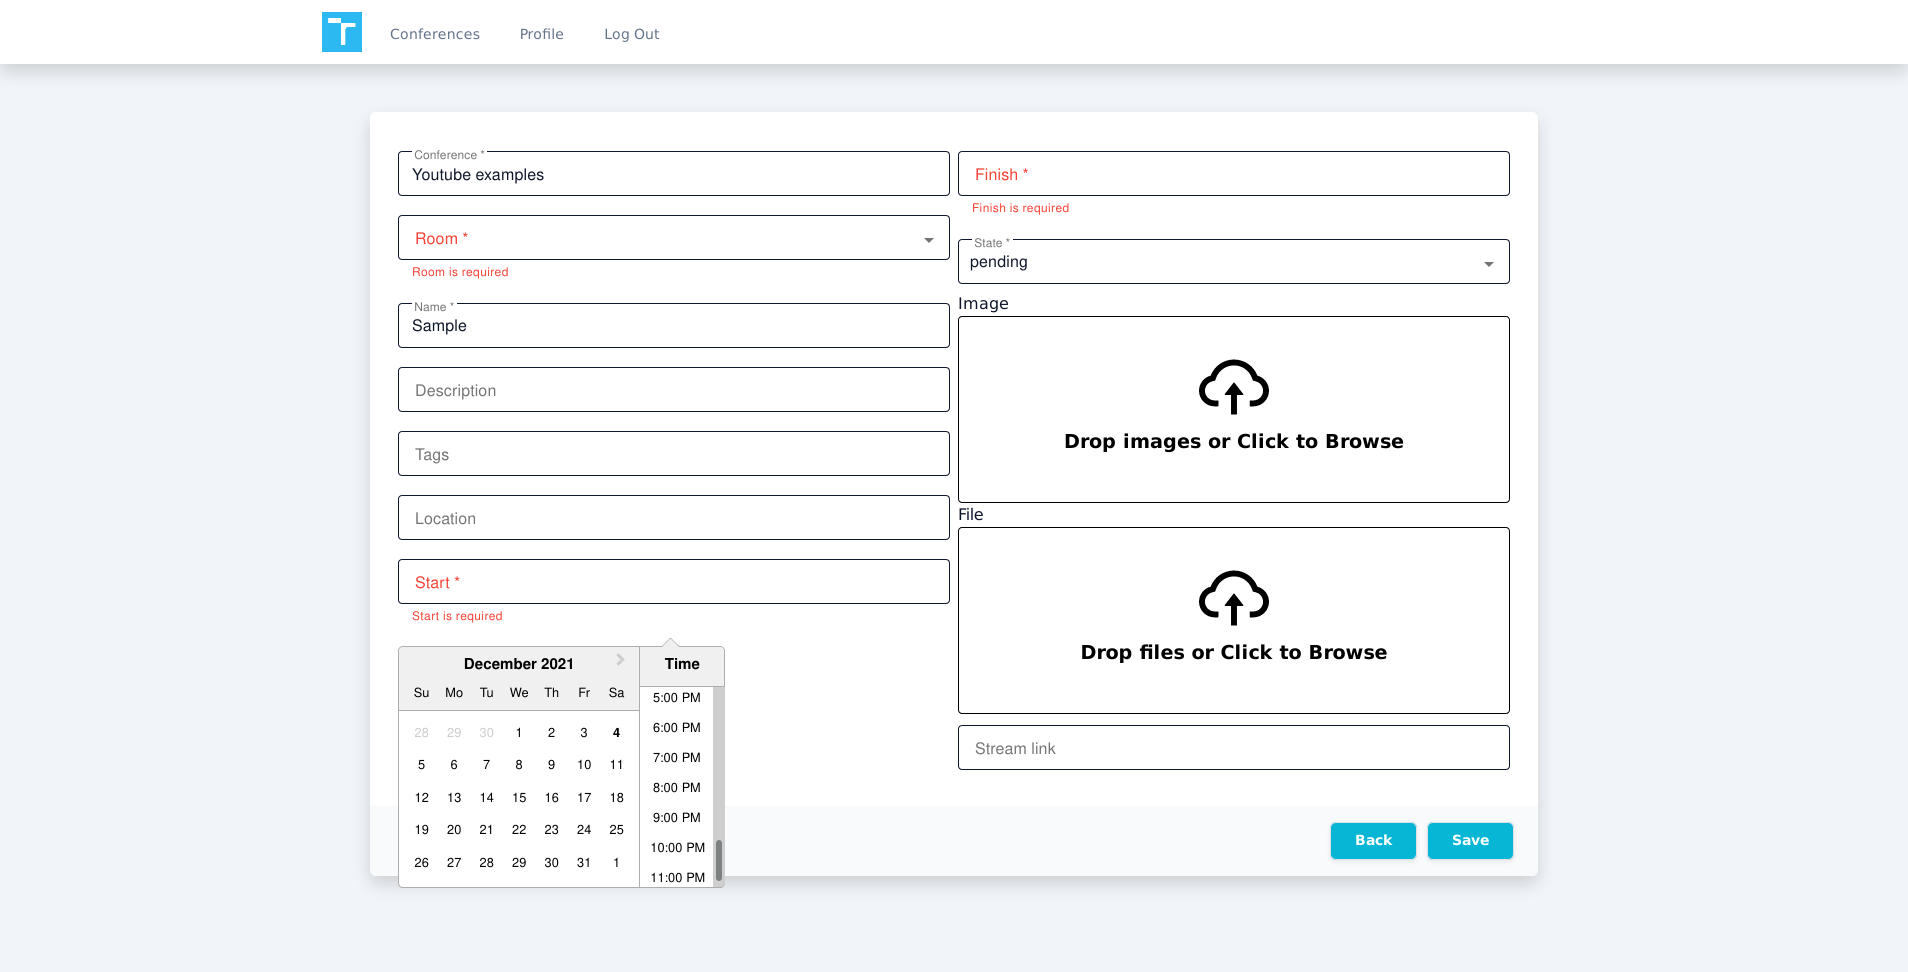 Conferences
Profile
Log Out
Conference *
Youtube examples
Room *
Room is required
Name *
Sample
Description
Tags
Location
Start *
Start is required
December 2021
Su Mo Tu We Th Fr Sa
28 29 30 1 2 3 4
5 6 7 8 9 10 11
12 13 14 15 16 17 18
19 20 21 22 23 24 25
26 27 28 29 30 31 1
Time
5:00 PM
6:00 PM
7:00 PM
8:00 PM
9:00 PM
10:00 PM
11:00 PM
Finish *
Finish is required
State *
pending
Image
Drop images or Click to Browse
File
Drop files or Click to Browse
Stream link
Back
Save